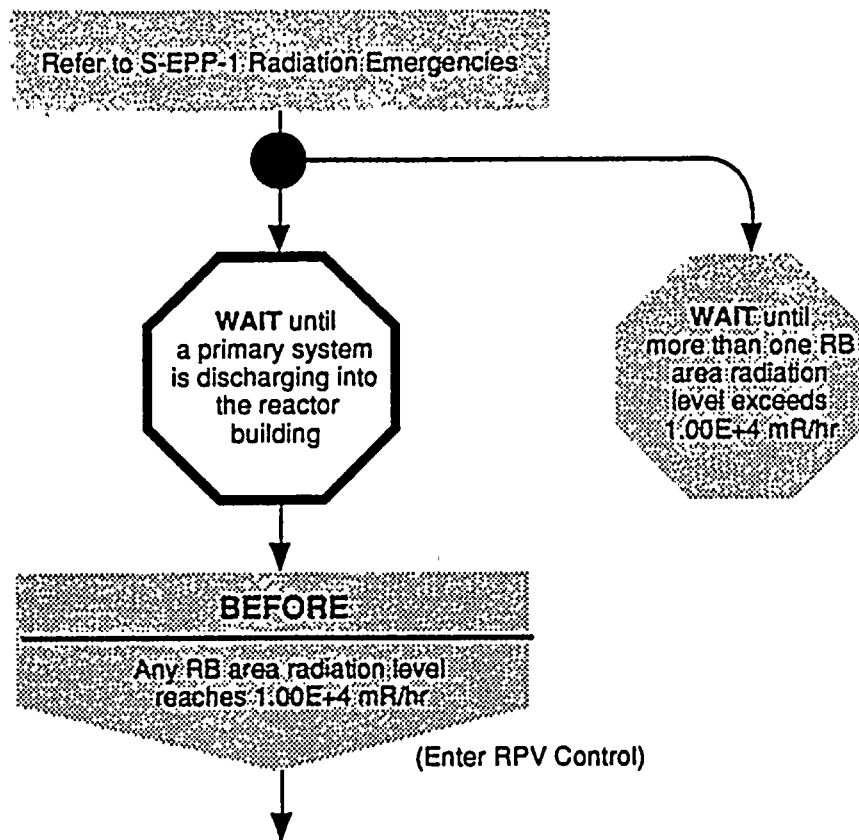 Refer to S-EPP-1 Radiation Emergencies
WAIT until
a primary system
is discharging into
the reactor
building
WAIT until
more than one RB
area radiation
level exceeds
1.00E+4 mR/hr
BEFORE
Any RB area radiation level
reaches 1.00E+4 mR/hr
(Enter RPV Control)